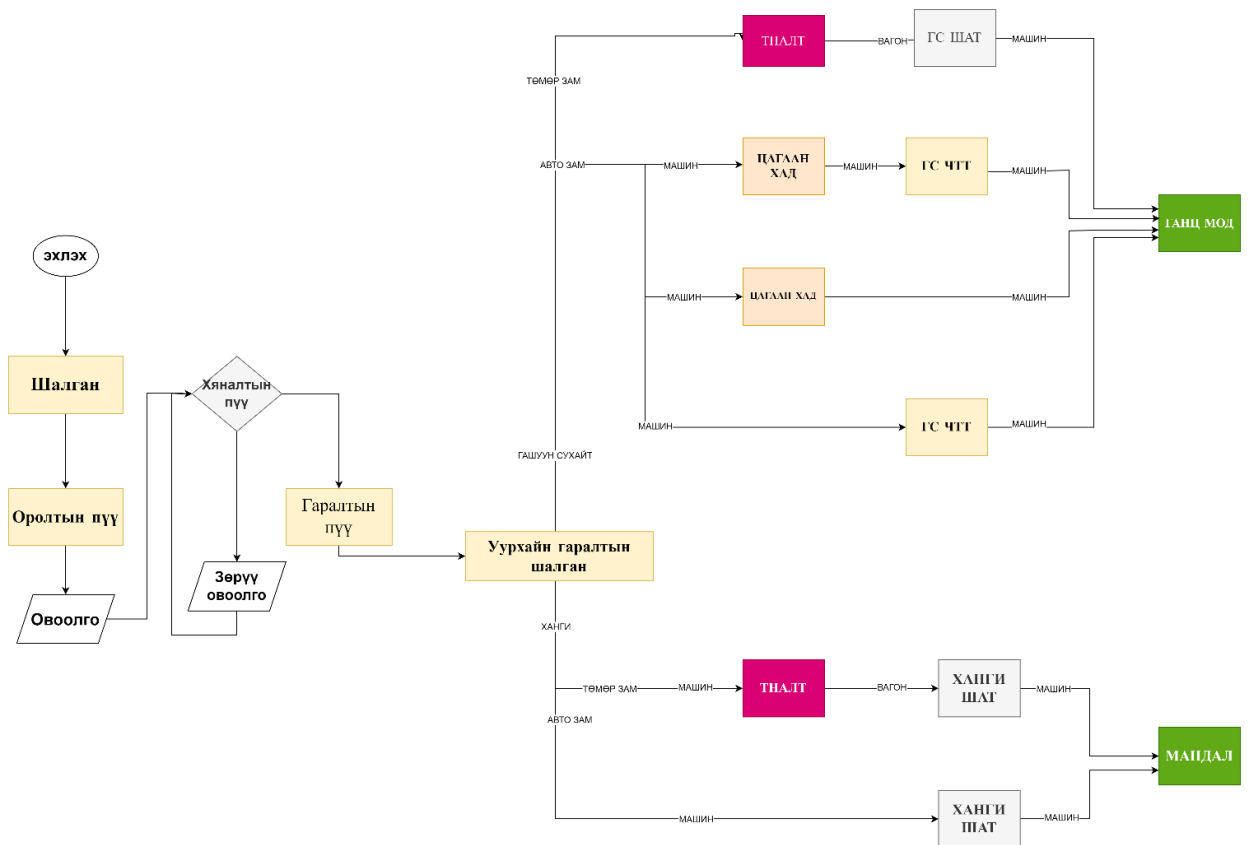 ТНАЛТ
ВАГОН
ГС ШАТ
МАШИН
ТӨМӨР ЗАМ
АВТО ЗАМ
МАШИН
ЦАГААН
ХАД
МАШИН
ГС ЧТТ
МАШИН
ГАНЦ МОД
эхлэх
МАШИН
ЦАГААН ХАД
МАШИН
Шалган
Хяналтын
пүү
МАШИН
ГС ЧТТ
МАШИН
ГАШУУН СУХАЙТ
Оролтын пүү
Гаралтын
пүү
Уурхайн гаралтын
шалган
Зөрүү
овоолго
Овоолго
ХАНГИ
ТӨМӨР ЗАМ
МАШИН
ТНАЛТ
ВАГОН
ХАНГИ
ШАТ
МАШИН
АВТО ЗАМ
МАНДАЛ
МАШИН
ХАНГИ
ШАТ
МАШИН